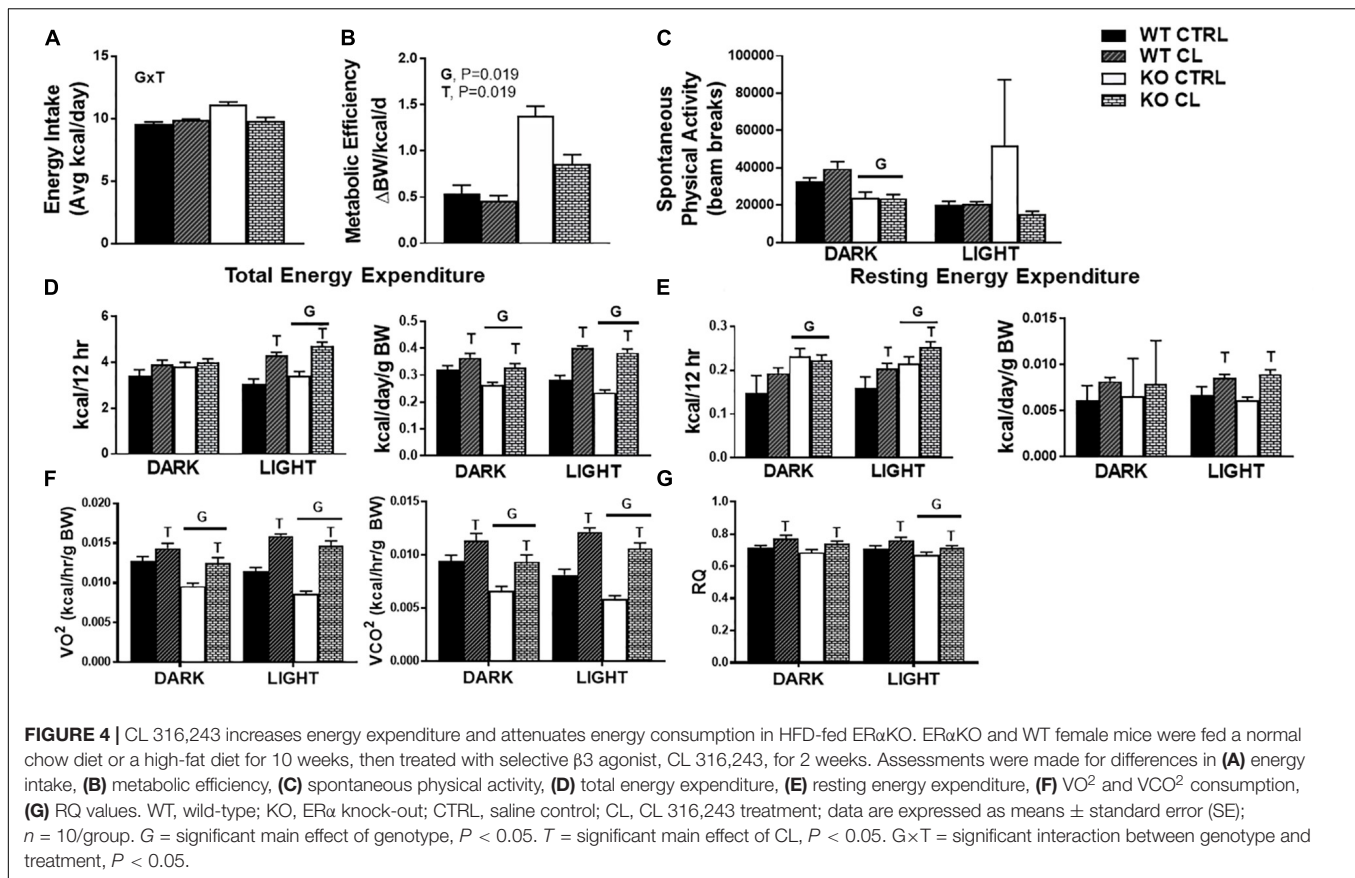 A
Energy Intake
(Avg kcal/day)
15
10
5
0
GxT
B
Metabolic Efficiency
ΔBW/kcal/d
2.0
1.5
1.0
0.5
0.0
G, P=0.019
T, P=0.019
C
Spontaneous
Physical Activity
(beam breaks)
100000
80000
60000
40000
20000
0
G
DARK LIGHT
WT CTRL
WT CL
KO CTRL
KO CL
Total Energy Expenditure
D
kcal/12 hr
6
4
2
0
T
G
T
DARK LIGHT
kcal/day/g BW
0.5
0.4
0.3
0.2
0.1
0.0
T
G
T
T
G
T
DARK LIGHT
Resting Energy Expenditure
E
kcal/12 hr
0.3
0.2
0.1
0.0
G
T
G
T
DARK LIGHT
kcal/day/g BW
0.015
0.010
0.005
0.000
T
T
DARK LIGHT
F
VO² (kcal/hr/g BW)
0.020
0.015
0.010
0.005
0.000
T
G
T
T
G
T
DARK LIGHT
VCO² (kcal/hr/g BW)
0.015
0.010
0.005
0.000
T
G
T
T
G
T
DARK LIGHT
G
RQ
1.0
0.8
0.6
0.4
0.2
0.0
T
T
T
G
T
DARK LIGHT
FIGURE 4 | CL 316,243 increases energy expenditure and attenuates energy consumption in HFD-fed ERαKO. ERαKO and WT female mice were fed a normal
chow diet or a high-fat diet for 10 weeks, then treated with selective β3 agonist, CL 316,243, for 2 weeks. Assessments were made for differences in (A) energy
intake, (B) metabolic efficiency, (C) spontaneous physical activity, (D) total energy expenditure, (E) resting energy expenditure, (F) VO² and VCO² consumption,
(G) RQ values. WT, wild-type; KO, ERα knock-out; CTRL, saline control; CL, CL 316,243 treatment; data are expressed as means ± standard error (SE);
n = 10/group. G = significant main effect of genotype, P < 0.05. T = significant main effect of CL, P < 0.05. G×T = significant interaction between genotype and
treatment, P < 0.05.